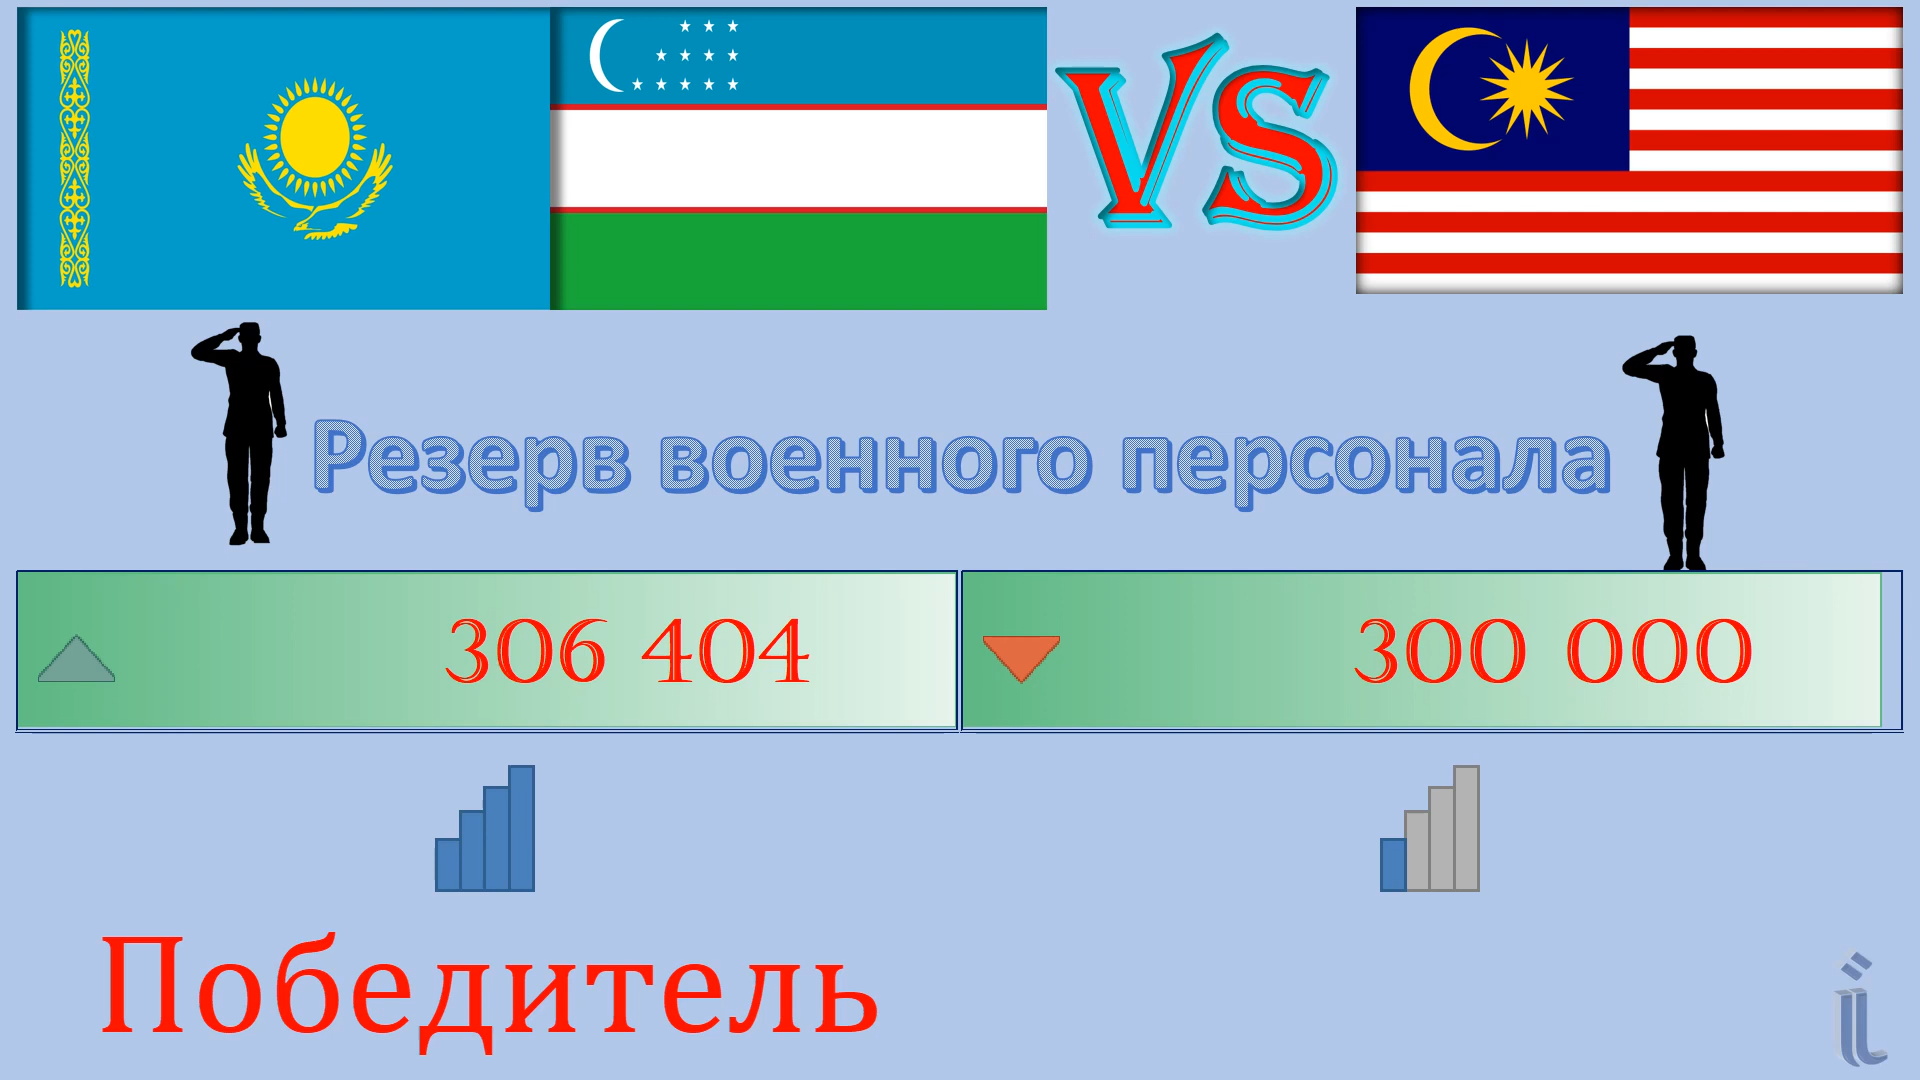 VS
Резерв военного персонала
306 404
300 000
Победитель